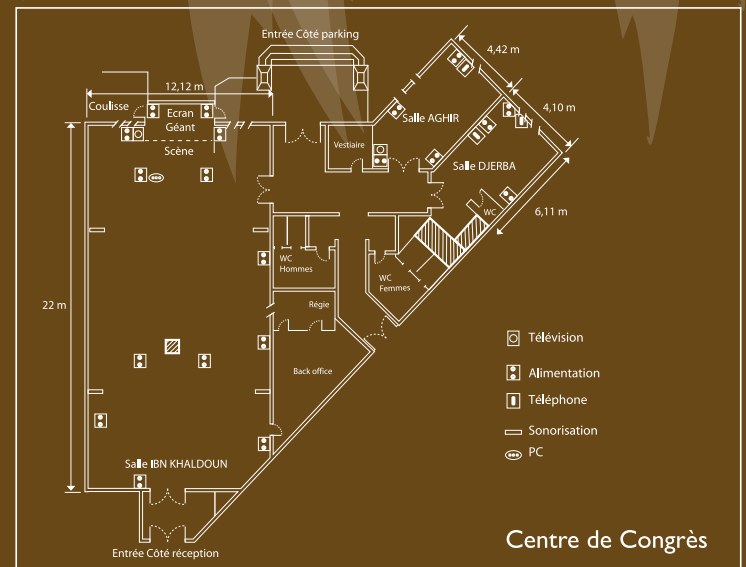 Entrée Côté parking
4,42 m
12,12 m
4,10 m
Coulisse
Ecran
Géant
Salle AGHIR
Scène
Vestiaire
Salle DJERBA
WC
6,11 m
WC
Hommes
WC
Femmes
22 m
Régie
Back office
Télévision
Alimentation
Téléphone
Sonorisation
PC
Salle IBN KHALDOUN
Entrée Côté réception
Centre de Congrès